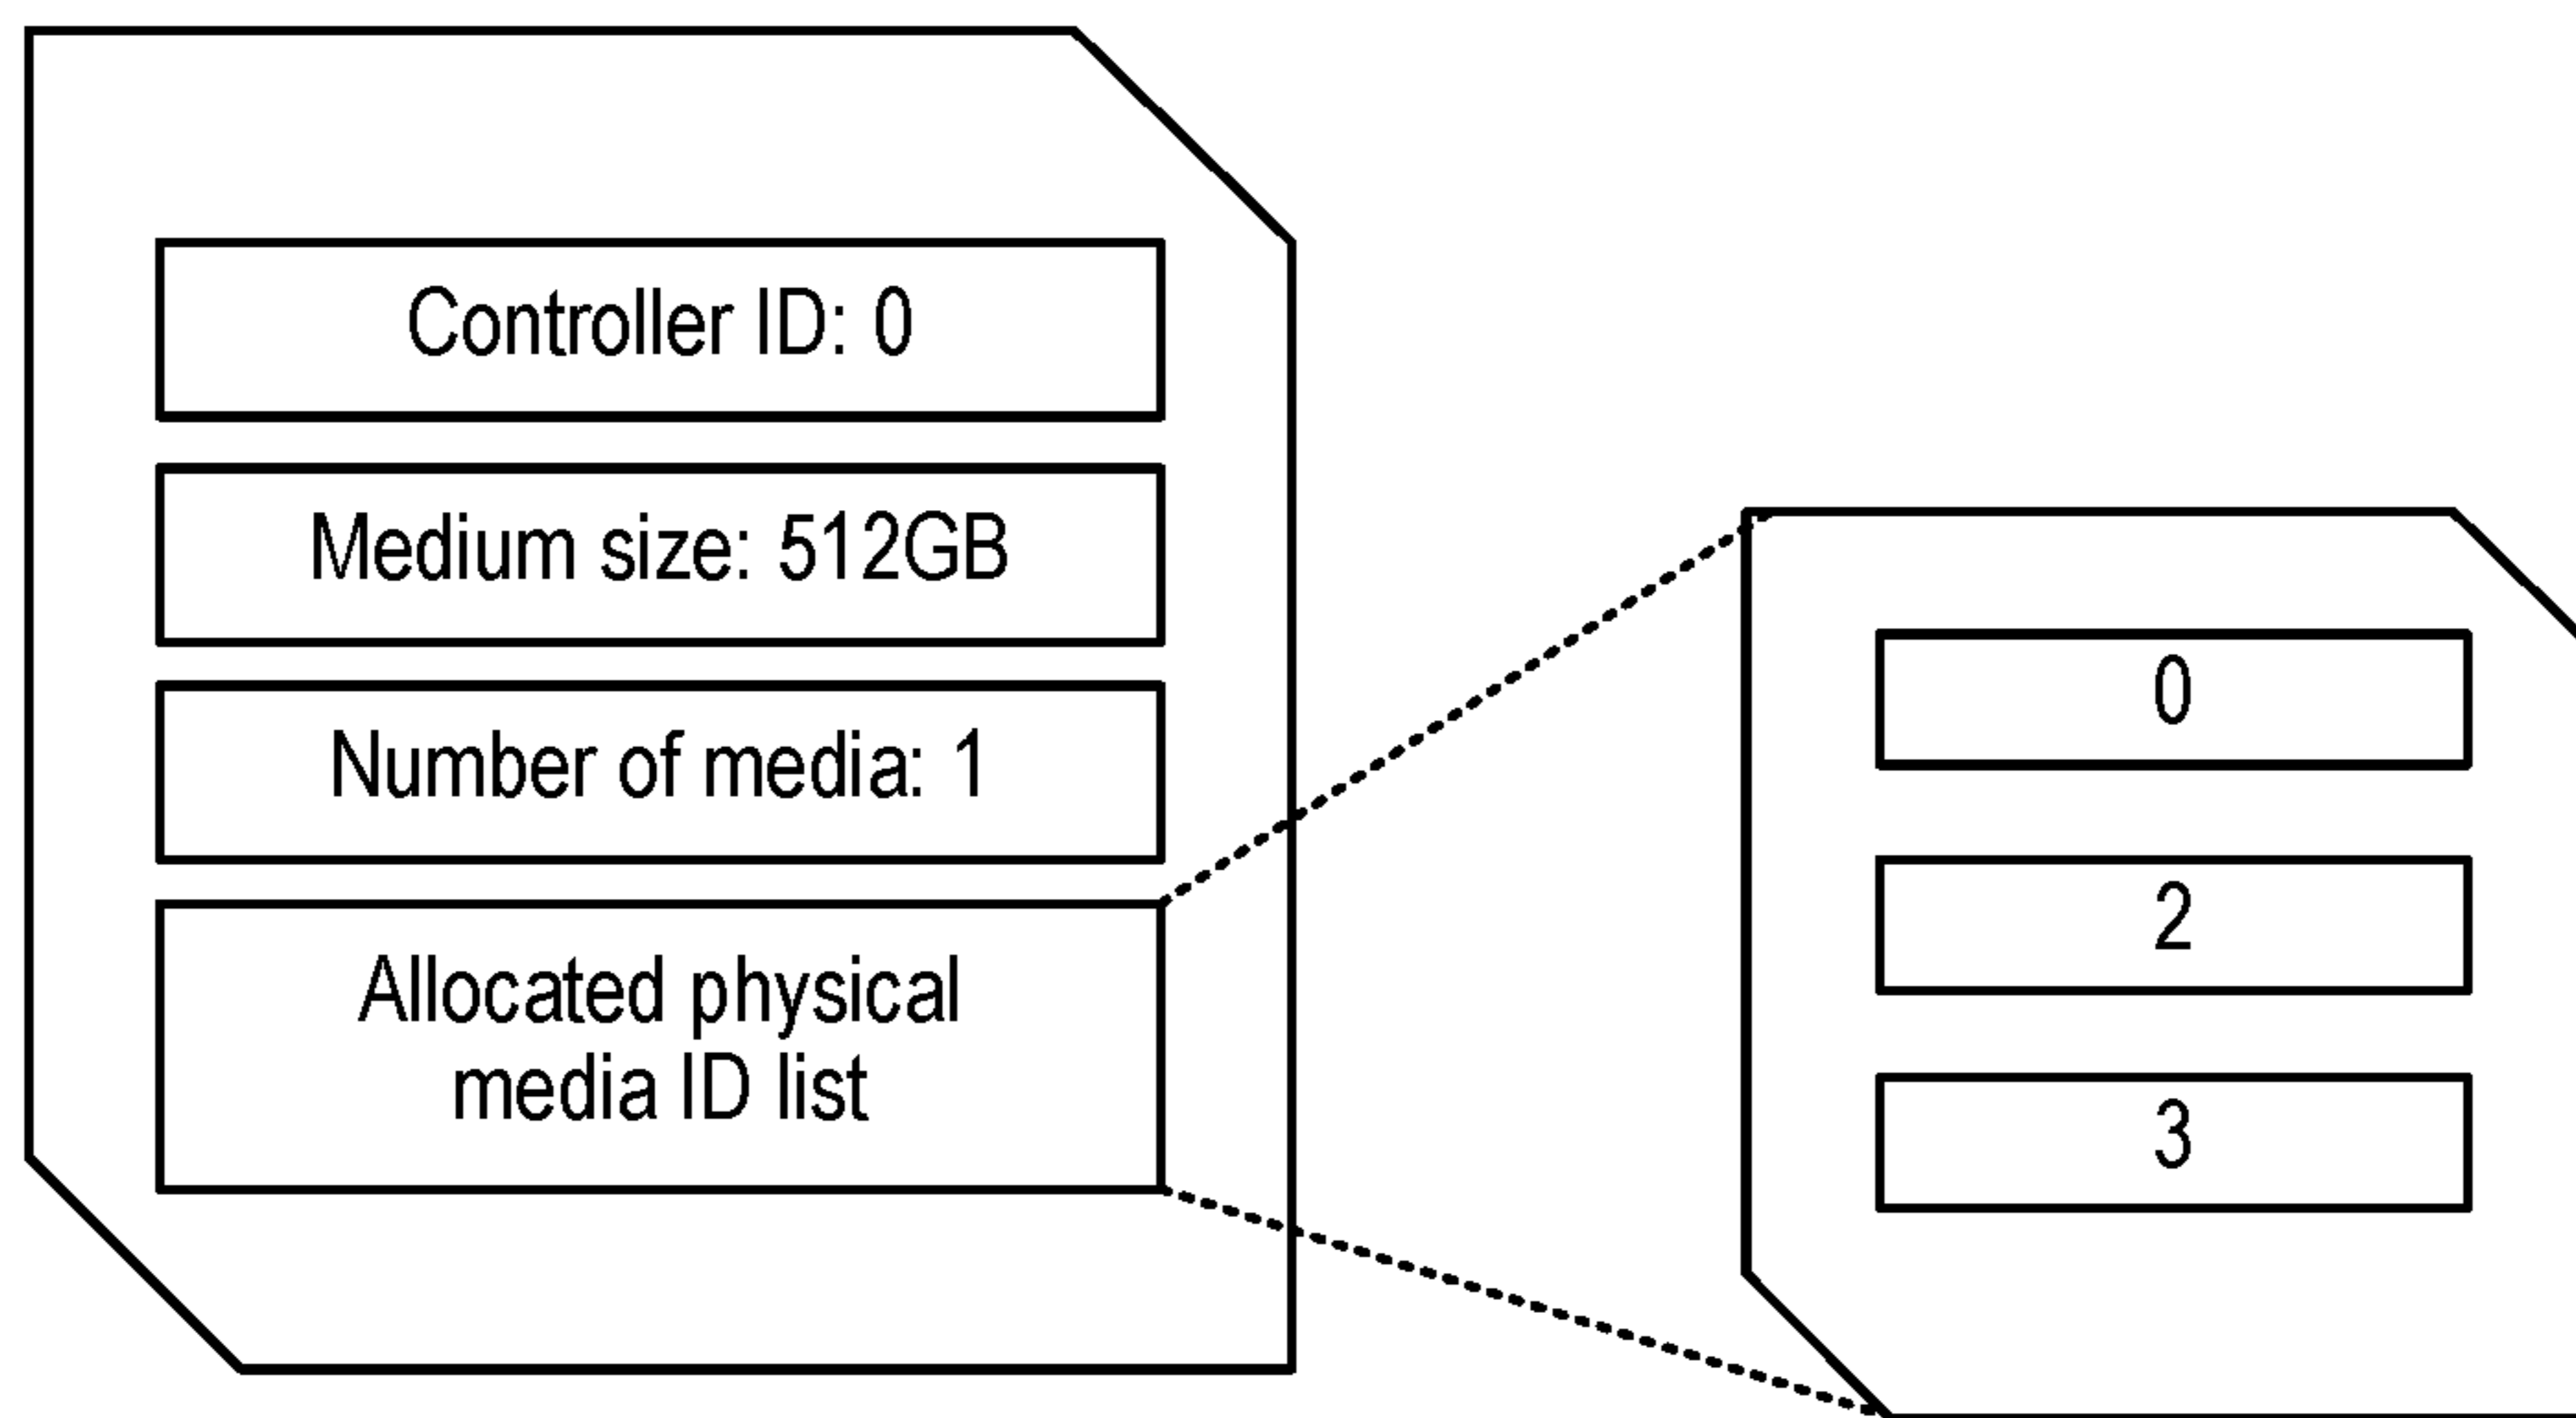 Controller ID: 0
Medium size: 512GB
Number of media: 1
Allocated physical
media ID list
0
2
3